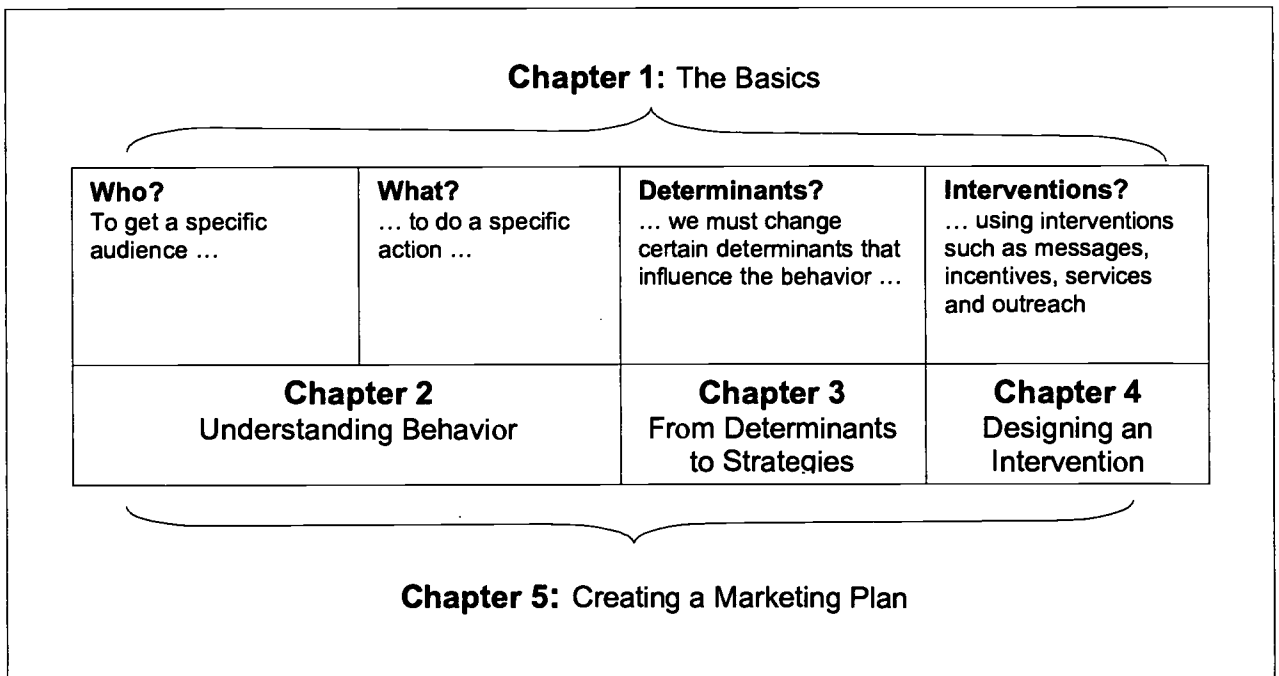 Chapter 1: The Basics
Who?
To get a specific
audience ...
What?
... to do a specific
action ...
Determinants?
... we must change
certain determinants that
influence the behavior ...
Interventions?
... using interventions
such as messages,
incentives, services
and outreach
Chapter 2
Understanding Behavior
Chapter 3
From Determinants
to Strategies
Chapter 4
Designing an
Intervention
Chapter 5: Creating a Marketing Plan